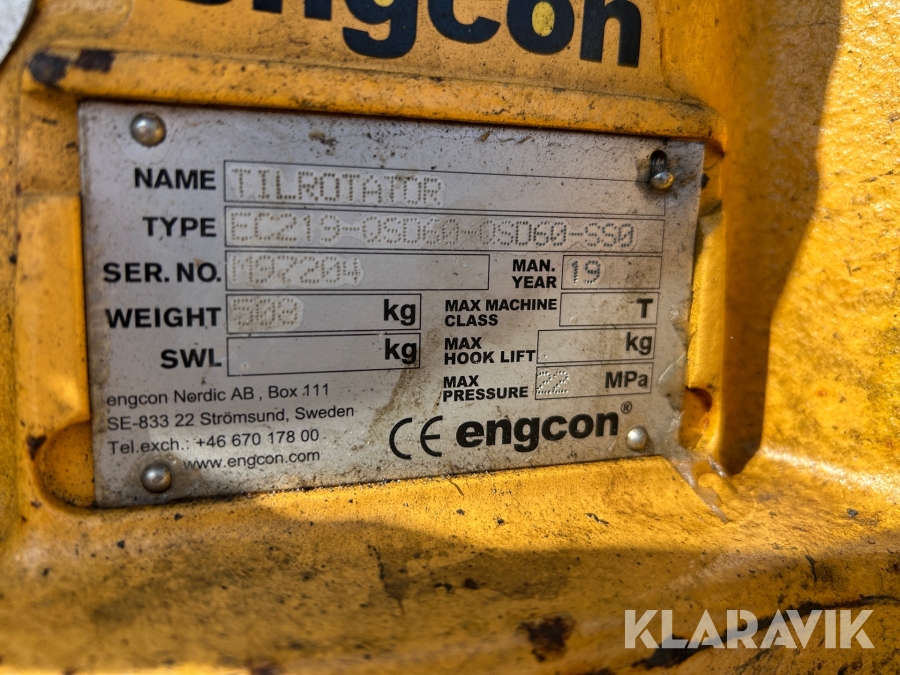 engcon
NAME TILROTATOR
TYPE EC219-QSD60-QSD60-SS0
SER. NO. M97204 MAN. YEAR 19
WEIGHT 509 kg MAX MACHINE CLASS T
SWL kg MAX HOOK LIFT kg
MAX PRESSURE 22 MPa
engcon Nordic AB , Box 111
SE-833 22 Strömsund, Sweden
Tel.exch.: +46 670 178 00
www.engcon.com
CE engcon®
KLARAVIK